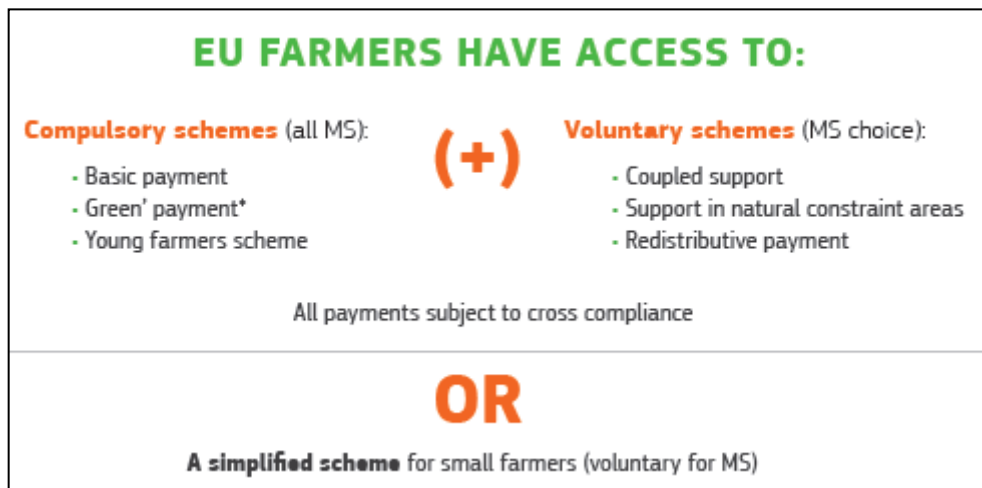 EU FARMERS HAVE ACCESS TO:
Compulsory schemes (all MS):
· Basic payment
· Green' payment*
· Young farmers scheme
(+)
Voluntary schemes (MS choice):
· Coupled support
· Support in natural constraint areas
· Redistributive payment
All payments subject to cross compliance
OR
A simplified scheme for small farmers (voluntary for MS)